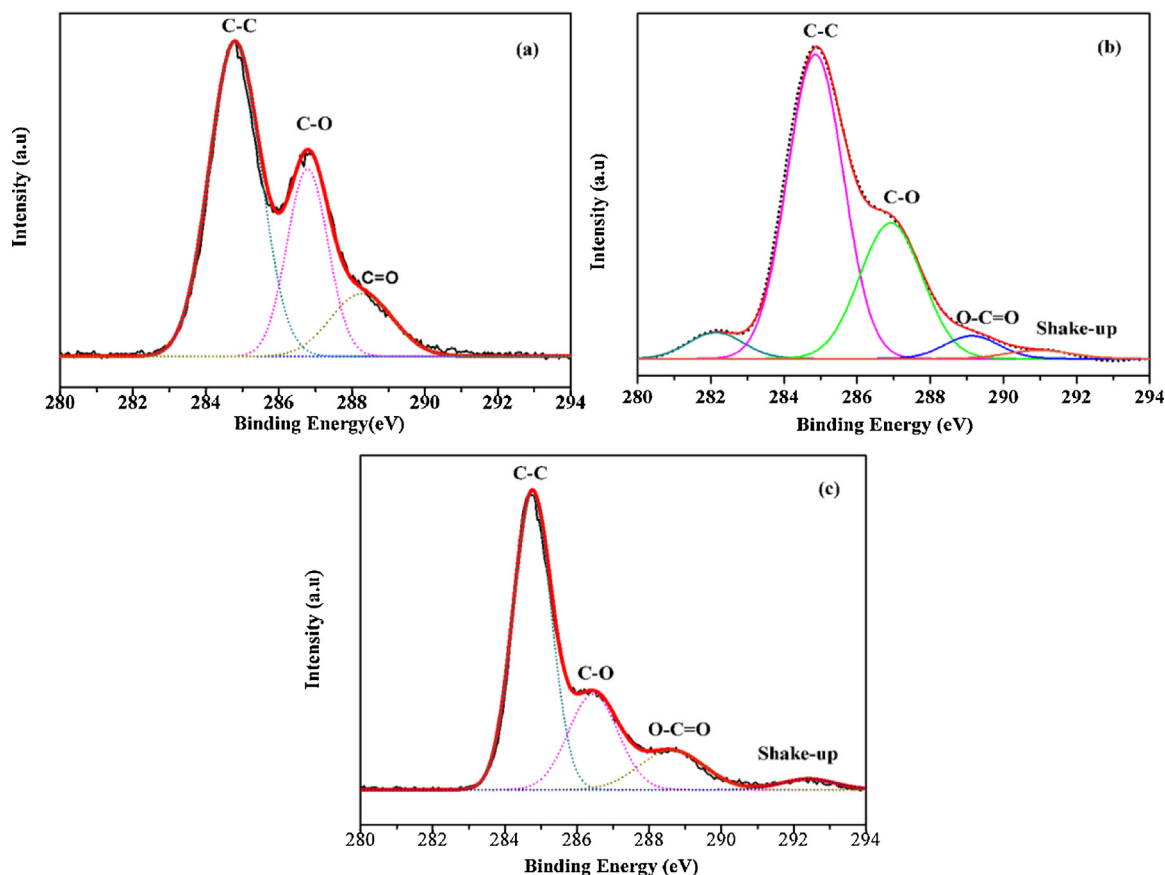 C-C
(a)
C-O
C=O
Intensity (a.u)
280 282 284 286 288 290 292 294
Binding Energy(eV)
C-C
(b)
C-O
O-C=O
Shake-up
Intensity (a.u)
280 282 284 286 288 290 292 294
Binding Energy (eV)
C-C
(c)
C-O
O-C=O
Shake-up
Intensity (a.u)
280 282 284 286 288 290 292 294
Binding Energy (eV)